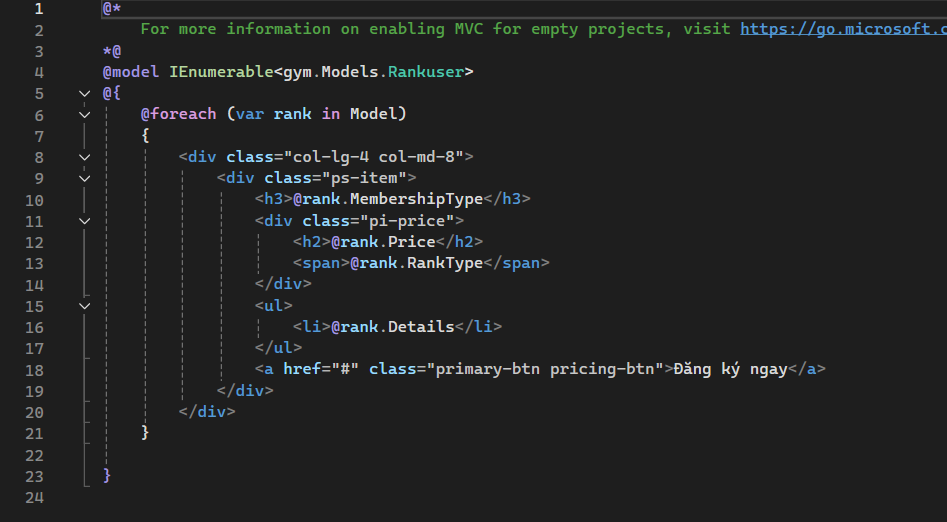 1 @*
2 For more information on enabling MVC for empty projects, visit https://go.microsoft.c
3 *@
4 @model IEnumerable<gym.Models.Rankuser>
5 @{
6 @foreach (var rank in Model)
7 {
8 <div class="col-lg-4 col-md-8">
9 <div class="ps-item">
10 <h3>@rank.MembershipType</h3>
11 <div class="pi-price">
12 <h2>@rank.Price</h2>
13 <span>@rank.RankType</span>
14 </div>
15 <ul>
16 <li>@rank.Details</li>
17 </ul>
18 <a href="#" class="primary-btn pricing-btn">Đăng ký ngay</a>
19 </div>
20 </div>
21 }
22
23 }
24